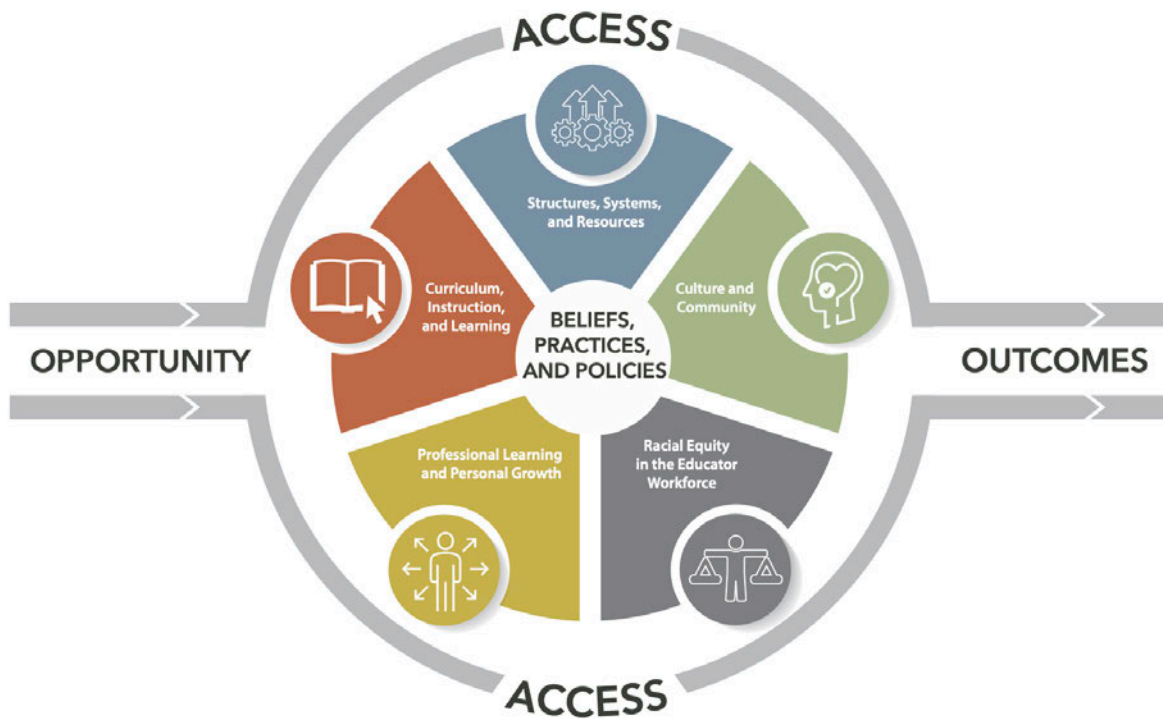 ACCESS
Structures, Systems,
and Resources
Curriculum,
Instruction,
and Learning
Culture and
Community
BELIEFS,
PRACTICES,
AND POLICIES
OPPORTUNITY
OUTCOMES
Professional Learning
and Personal Growth
Racial Equity
in the Educator
Workforce
ACCESS